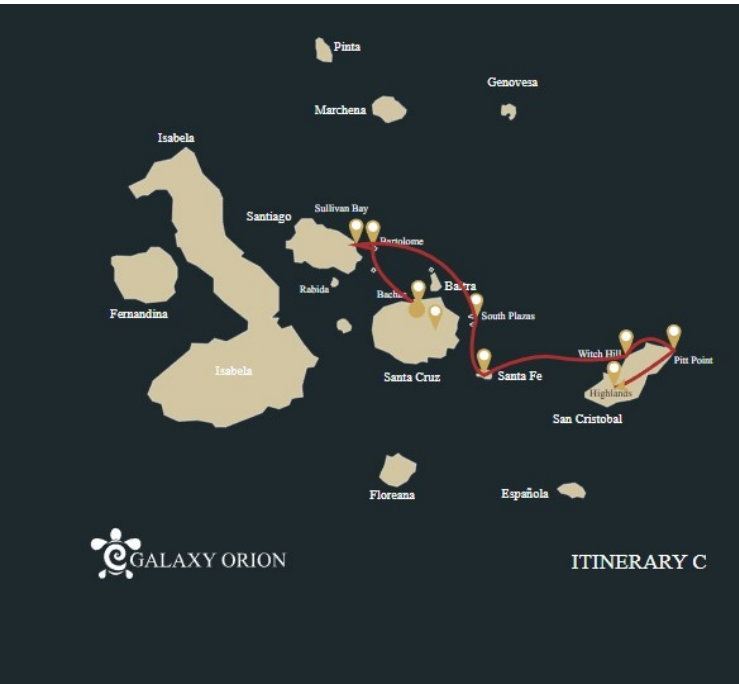 Pinta
Genovesa
Marchena
Isabela
Sullivan Bay
Santiago
Bartolome
Rabida
Baltra
Bachas
Fernandina
South Plazas
Witch Hill
Pitt Point
Isabela
Santa Cruz
Santa Fe
Highlands
San Cristobal
Floreana
Española
GALAXY ORION
ITINERARY C